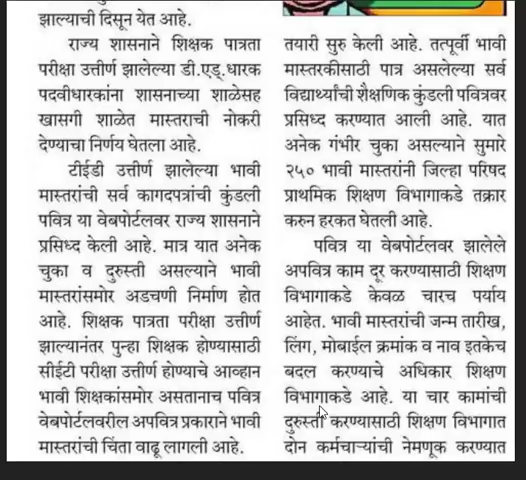 झाल्याची दिसून येत आहे.
राज्य शासनाने शिक्षक पात्रता
परीक्षा उत्तीर्ण झालेल्या डी.एड्.धारक
पदवीधारकांना शासनाच्या शाळेसह
खासगी शाळेत मास्तराची नोकरी
देण्याचा निर्णय घेतला आहे.
टीईडी उत्तीर्ण झालेल्या भावी
मास्तरांची सर्व कागदपत्रांची कुंडली
पवित्र या वेबपोर्टलवर राज्य शासनाने
प्रसिध्द केली आहे. मात्र यात अनेक
चुका व दुरुस्ती असल्याने भावी
मास्तरांसमोर अडचणी निर्माण होत
आहे. शिक्षक पात्रता परीक्षा उत्तीर्ण
झाल्यानंतर पुन्हा शिक्षक होण्यासाठी
सीईटी परीक्षा उत्तीर्ण होण्याचे आव्हान
भावी शिक्षकांसमोर असतानाच पवित्र
वेबपोर्टलवरील अपवित्र प्रकाराने भावी
मास्तरांची चिंता वाढू लागली आहे.
तयारी सुरु केली आहे. तत्पूर्वी भावी
मास्तरकीसाठी पात्र असलेल्या सर्व
विद्यार्थ्यांची शैक्षणिक कुंडली पवित्रवर
प्रसिध्द करण्यात आली आहे. यात
अनेक गंभीर चुका असल्याने सुमारे
२५० भावी मास्तरांनी जिल्हा परिषद
प्राथमिक शिक्षण विभागाकडे तक्रार
करुन हरकत घेतली आहे.
पवित्र या वेबपोर्टलवर झालेले
अपवित्र काम दूर करण्यासाठी शिक्षण
विभागाकडे केवळ चारच पर्याय
आहेत. भावी मास्तरांची जन्म तारीख,
लिंग, मोबाईल क्रमांक व नाव इतकेच
बदल करण्याचे अधिकार शिक्षण
विभागाकडे आहे. या चार कामांची
दुरुस्ती करण्यासाठी शिक्षण विभागात
दोन कर्मचाऱ्यांची नेमणूक करण्यात